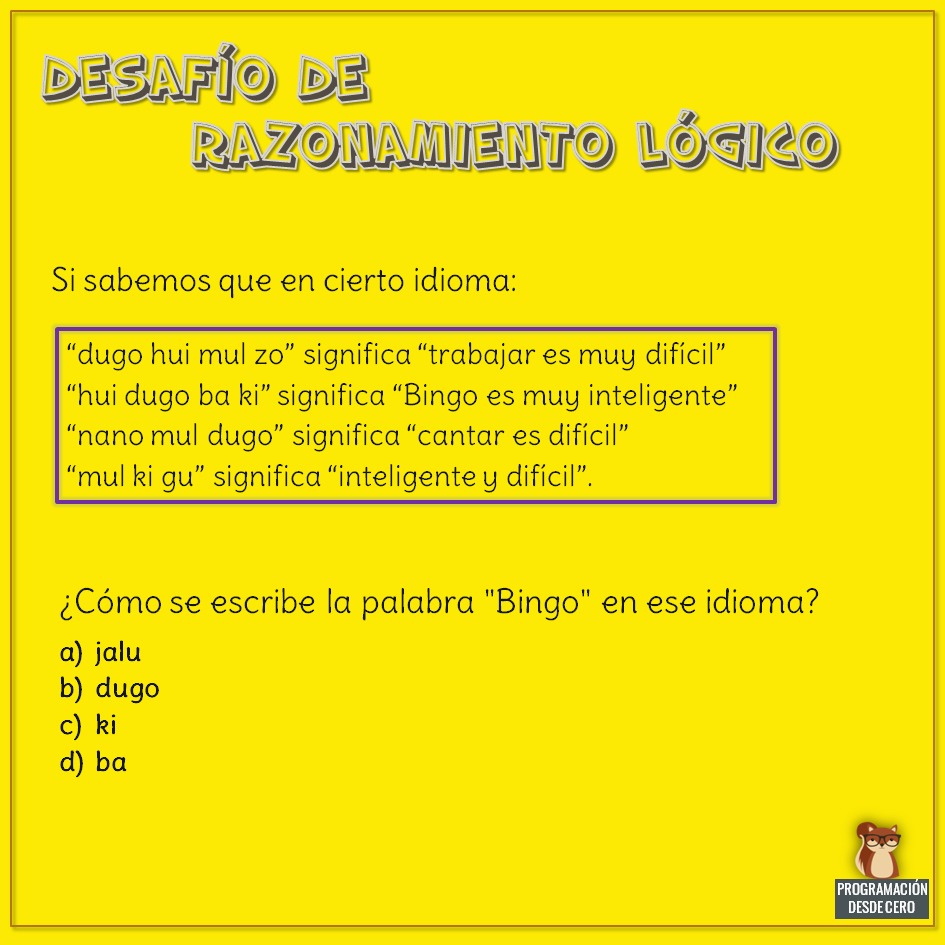 DESAFÍO DE
RAZONAMIENTO LÓGICO
Si sabemos que en cierto idioma:
“dugo hui mul zo” significa “trabajar es muy difícil”
“hui dugo ba ki” significa “Bingo es muy inteligente”
“nano mul dugo” significa “cantar es difícil”
“mul ki gu” significa “inteligente y difícil”.
¿Cómo se escribe la palabra "Bingo" en ese idioma?
a) jalu
b) dugo
c) ki
d) ba
PROGRAMACIÓN
DESDE CERO